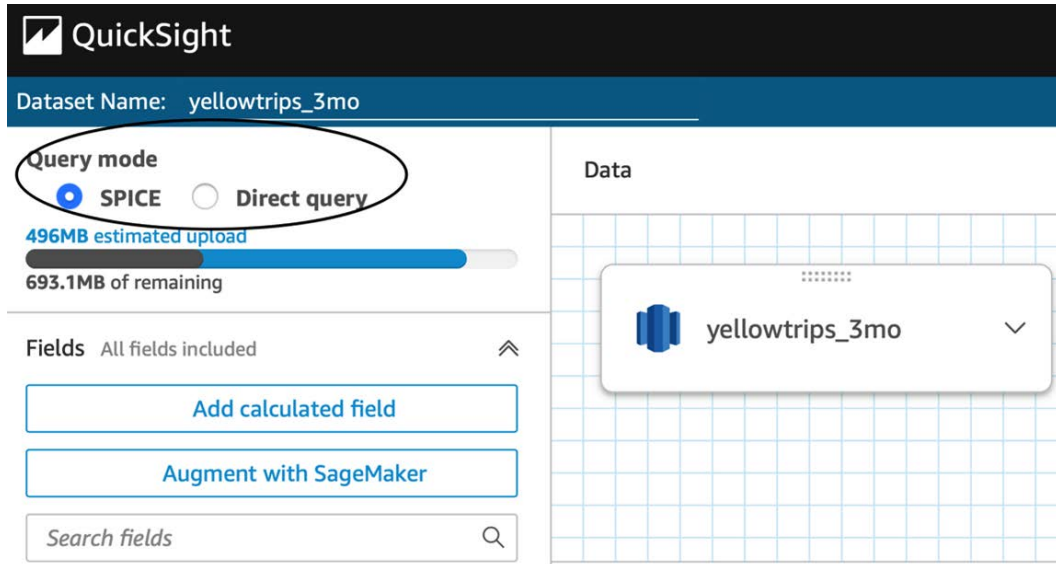 QuickSight
Dataset Name: yellowtrips_3mo
Query mode
SPICE Direct query
496MB estimated upload
693.1MB of remaining
Fields All fields included
Add calculated field
Augment with SageMaker
Search fields
Data
yellowtrips_3mo